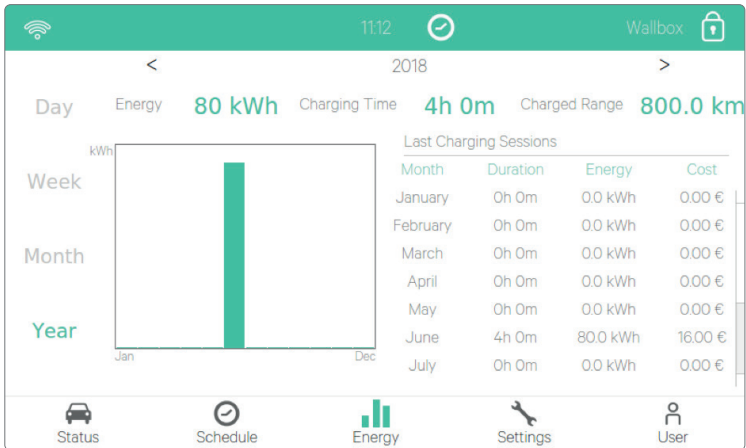 11:12 Wallbox
< 2018 >
Day Energy 80 kWh Charging Time 4h 0m Charged Range 800.0 km
Last Charging Sessions
kWh
Month Duration Energy Cost
Week
January 0h 0m 0.0 kWh 0.00 €
February 0h 0m 0.0 kWh 0.00 €
March 0h 0m 0.0 kWh 0.00 €
Month
April 0h 0m 0.0 kWh 0.00 €
May 0h 0m 0.0 kWh 0.00 €
Year
June 4h 0m 80.0 kWh 16.00 €
Jan Dec
July 0h 0m 0.0 kWh 0.00 €
Status Schedule Energy Settings User